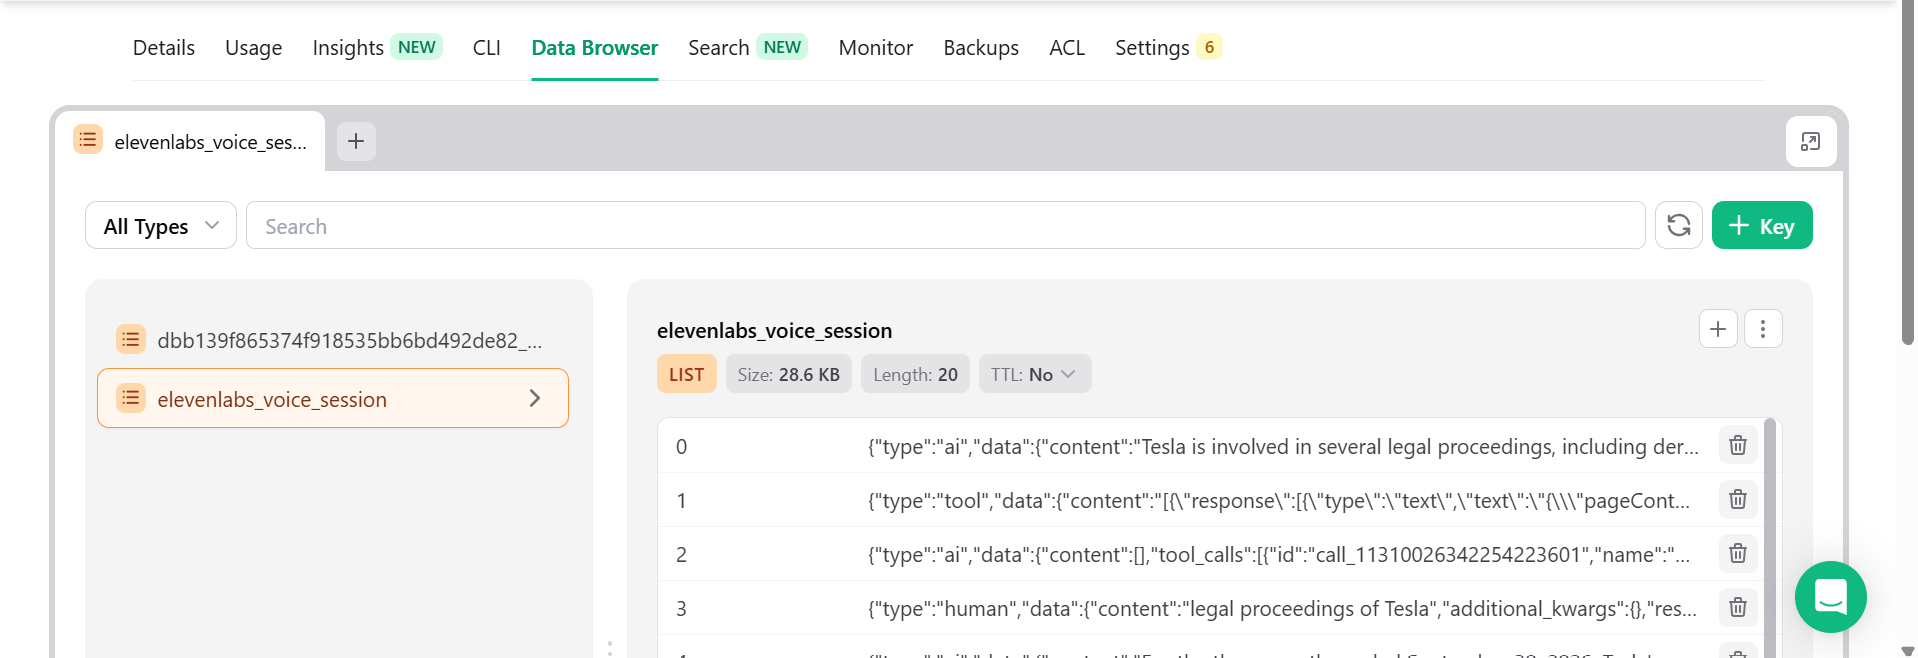 Details Usage Insights NEW CLI Data Browser Search NEW Monitor Backups ACL Settings 6
elevenlabs_voice_ses...
All Types Search Key
dbb139f865374f918535bb6bd492de82_...
elevenlabs_voice_session
elevenlabs_voice_session
LIST Size: 28.6 KB Length: 20 TTL: No
0 {"type":"ai","data":{"content":"Tesla is involved in several legal proceedings, including der...
1 {"type":"tool","data":{"content":"[{\"response\":[{\"type\":\"text\",\"text\":\"{\\\"pageCont...
2 {"type":"ai","data":{"content":[],"tool_calls":[{"id":"call_11310026342254223601","name":"...
3 {"type":"human","data":{"content":"legal proceedings of Tesla","additional_kwargs":{},"res...